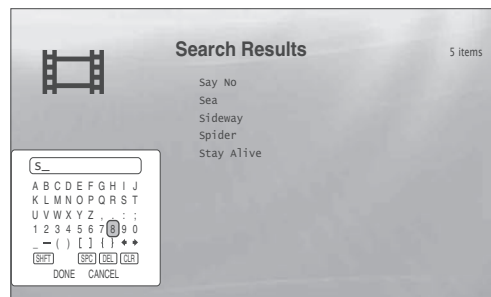 Search Results
5 items
Say No
Sea
Sideway
Spider
Stay Alive
S_
A B C D E F G H I J
K L M N O P Q R S T
U V W X Y Z , . : ;
1 2 3 4 5 6 7 8 9 0
_ – ( ) [ ] { }
SHFT SPC DEL CLR
DONE CANCEL